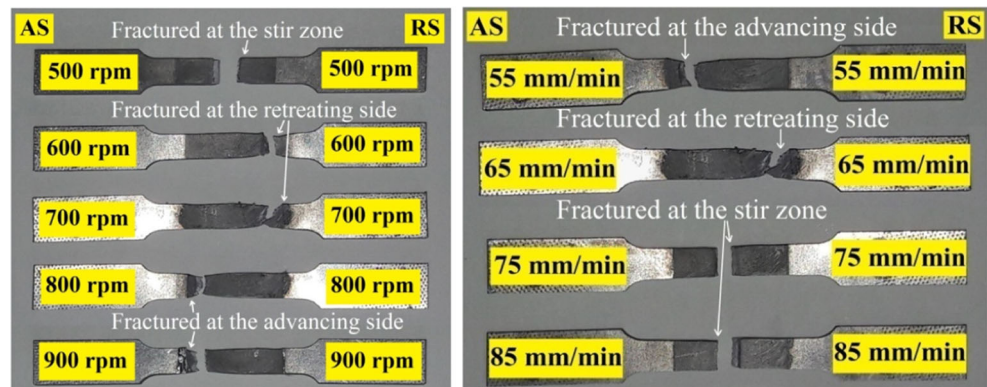 AS
Fractured at the stir zone
RS
500 rpm
500 rpm
Fractured at the retreating side
600 rpm
600 rpm
700 rpm
700 rpm
800 rpm
800 rpm
Fractured at the advancing side
900 rpm
900 rpm
AS
Fractured at the advancing side
RS
55 mm/min
55 mm/min
Fractured at the retreating side
65 mm/min
65 mm/min
Fractured at the stir zone
75 mm/min
75 mm/min
85 mm/min
85 mm/min